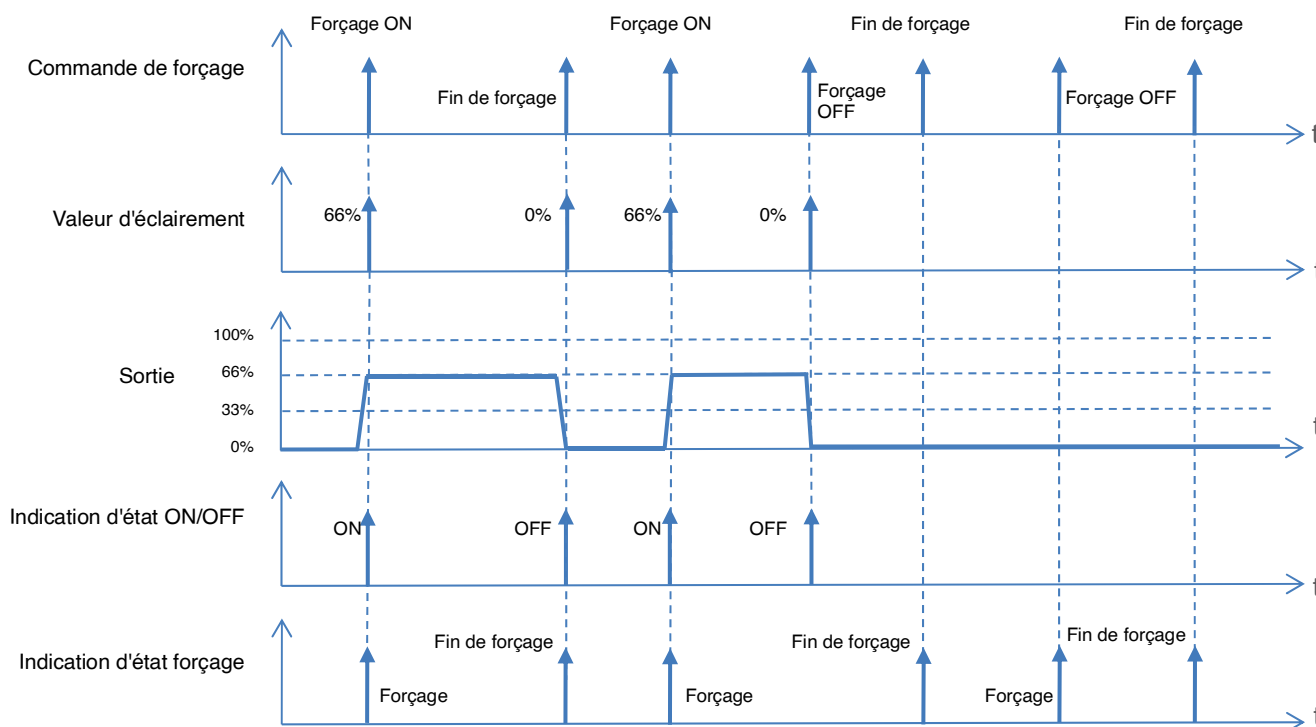 Forçage ON
Forçage ON
Fin de forçage
Fin de forçage
Commande de forçage
Fin de forçage
Forçage
OFF
Forçage OFF
t
Valeur d'éclairement
66%
0%
66%
0%
100%
Sortie
66%
33%
0%
t
Indication d'état ON/OFF
ON
OFF
ON
OFF
t
Indication d'état forçage
Fin de forçage
Fin de forçage
Fin de forçage
Forçage
Forçage
Forçage